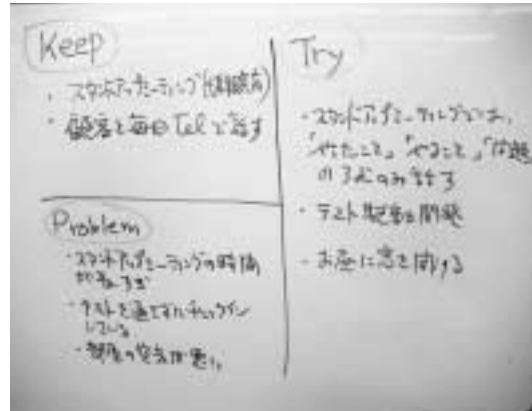 Keep
・スタンドアップミーティング(
・顧客と毎日Telで話す
Problem
・スタンドアップミーティングの時間
が長すぎ
・テストを通さずにチェックイン
している
・部屋の空気が悪い。
Try
・スタンドアップミーティングでは、
「やったこと」「やること」「問題
の3点のみ話す
・テスト駆動開発
・お昼に窓を開ける